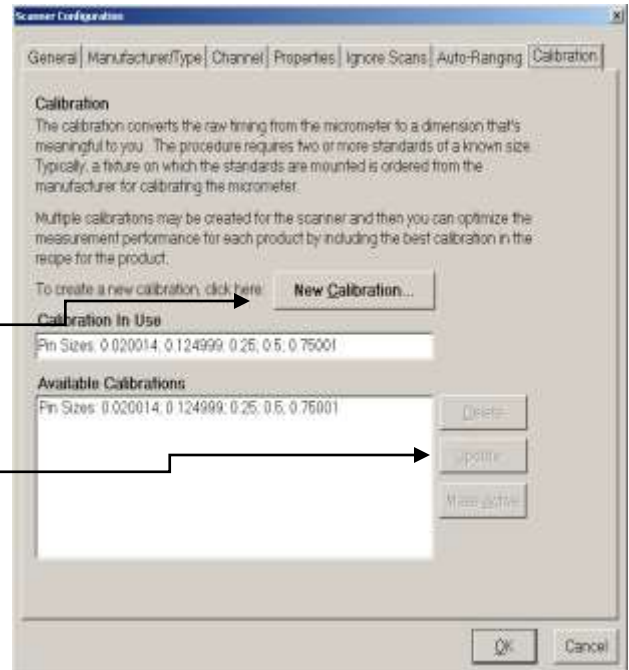 Scanner Configuration
General Manufacturer/Type Channel Properties Ignore Scans Auto-Ranging Calibration
Calibration
The calibration converts the raw timing from the micrometer to a dimension that's
meaningful to you. The procedure requires two or more standards of a known size.
Typically, a fixture on which the standards are mounted is ordered from the
manufacturer for calibrating the micrometer.
Multiple calibrations may be created for the scanner and then you can optimize the
measurement performance for each product by including the best calibration in the
recipe for the product.
To create a new calibration, click here: New Calibration...
Calibration In Use
Pin Sizes: 0.020014; 0.124999; 0.25; 0.5; 0.75001
Available Calibrations
Pin Sizes: 0.020014; 0.124999; 0.25; 0.5; 0.75001
Delete
Update...
Make Active
OK Cancel